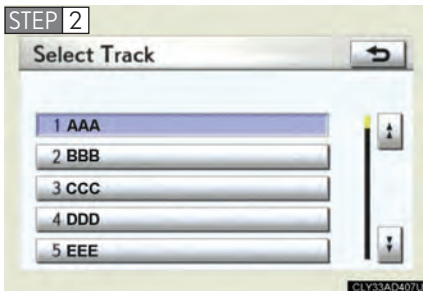 STEP 2
Select Track
1 AAA
2 BBB
3 CCC
4 DDD
5 EEE
CLY33AD407U